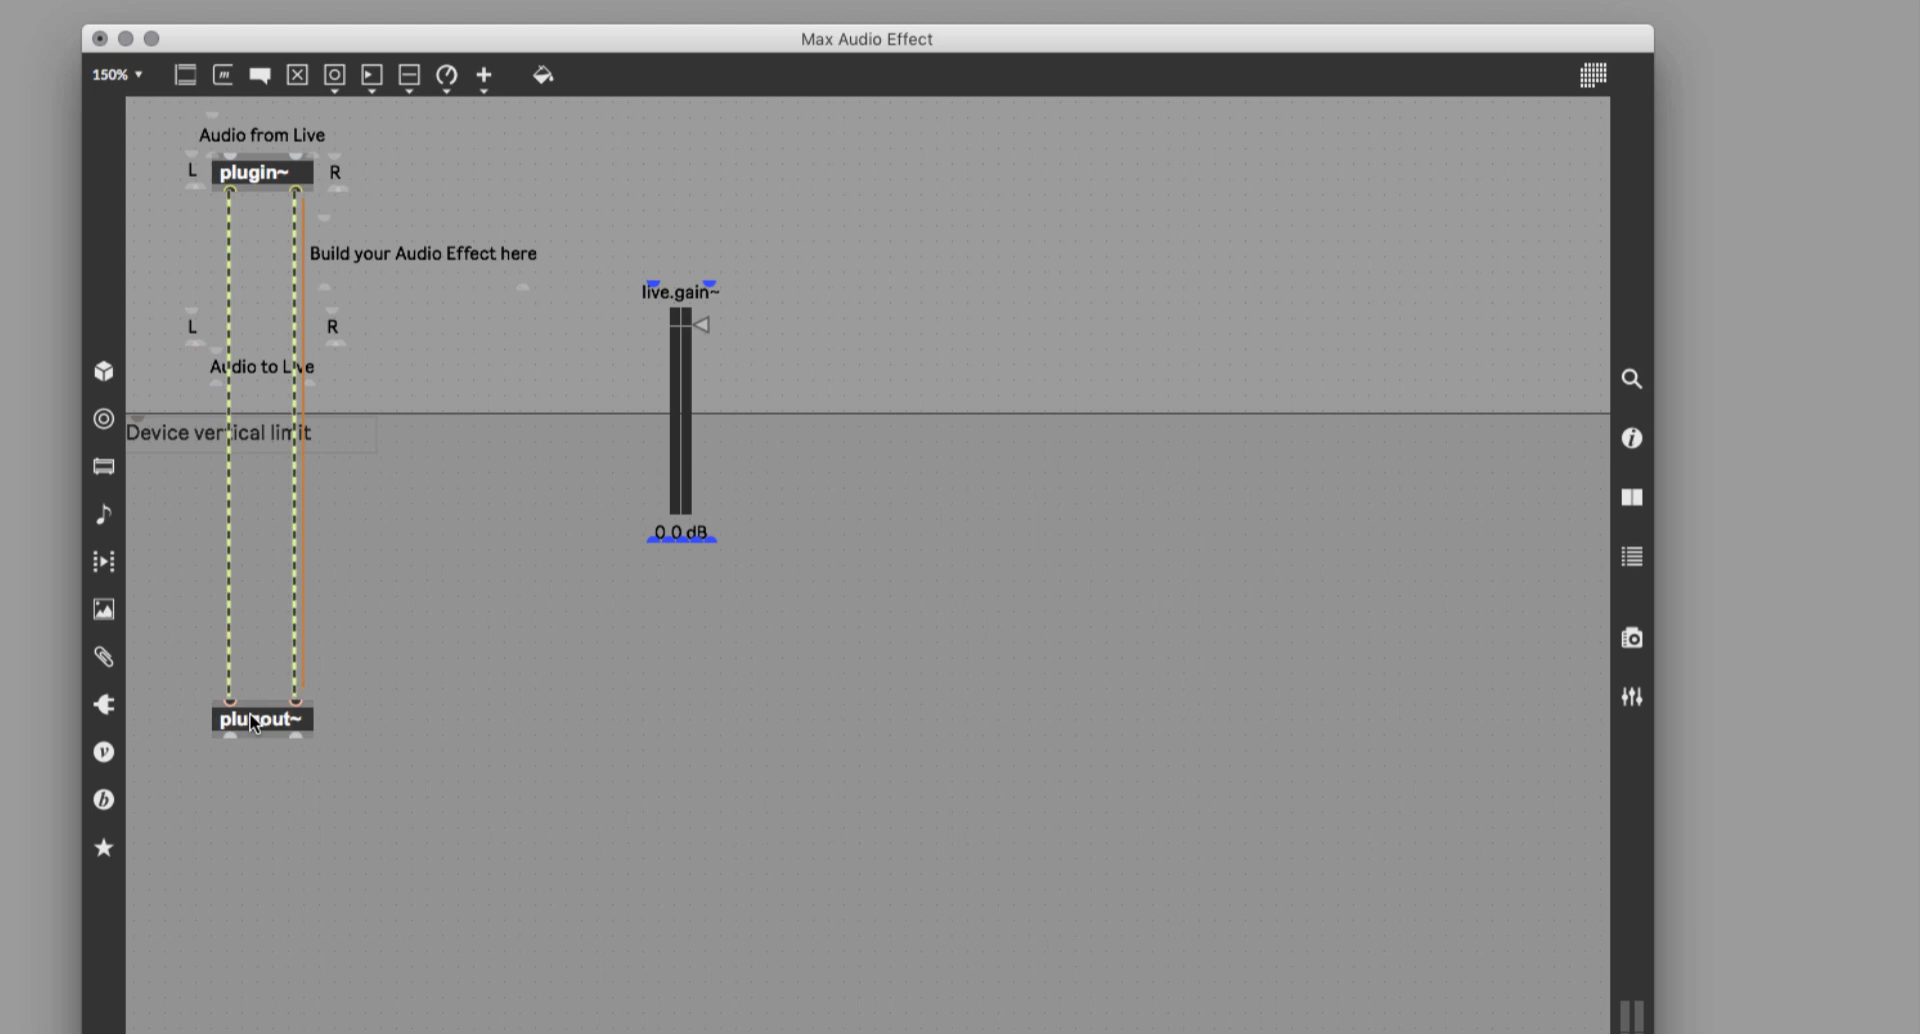 Max Audio Effect
150%
Audio from Live
L
plugin~
R
Build your Audio Effect here
live.gain~
L
R
Audio to Live
Device vertical limit
0.0 dB
plugout~